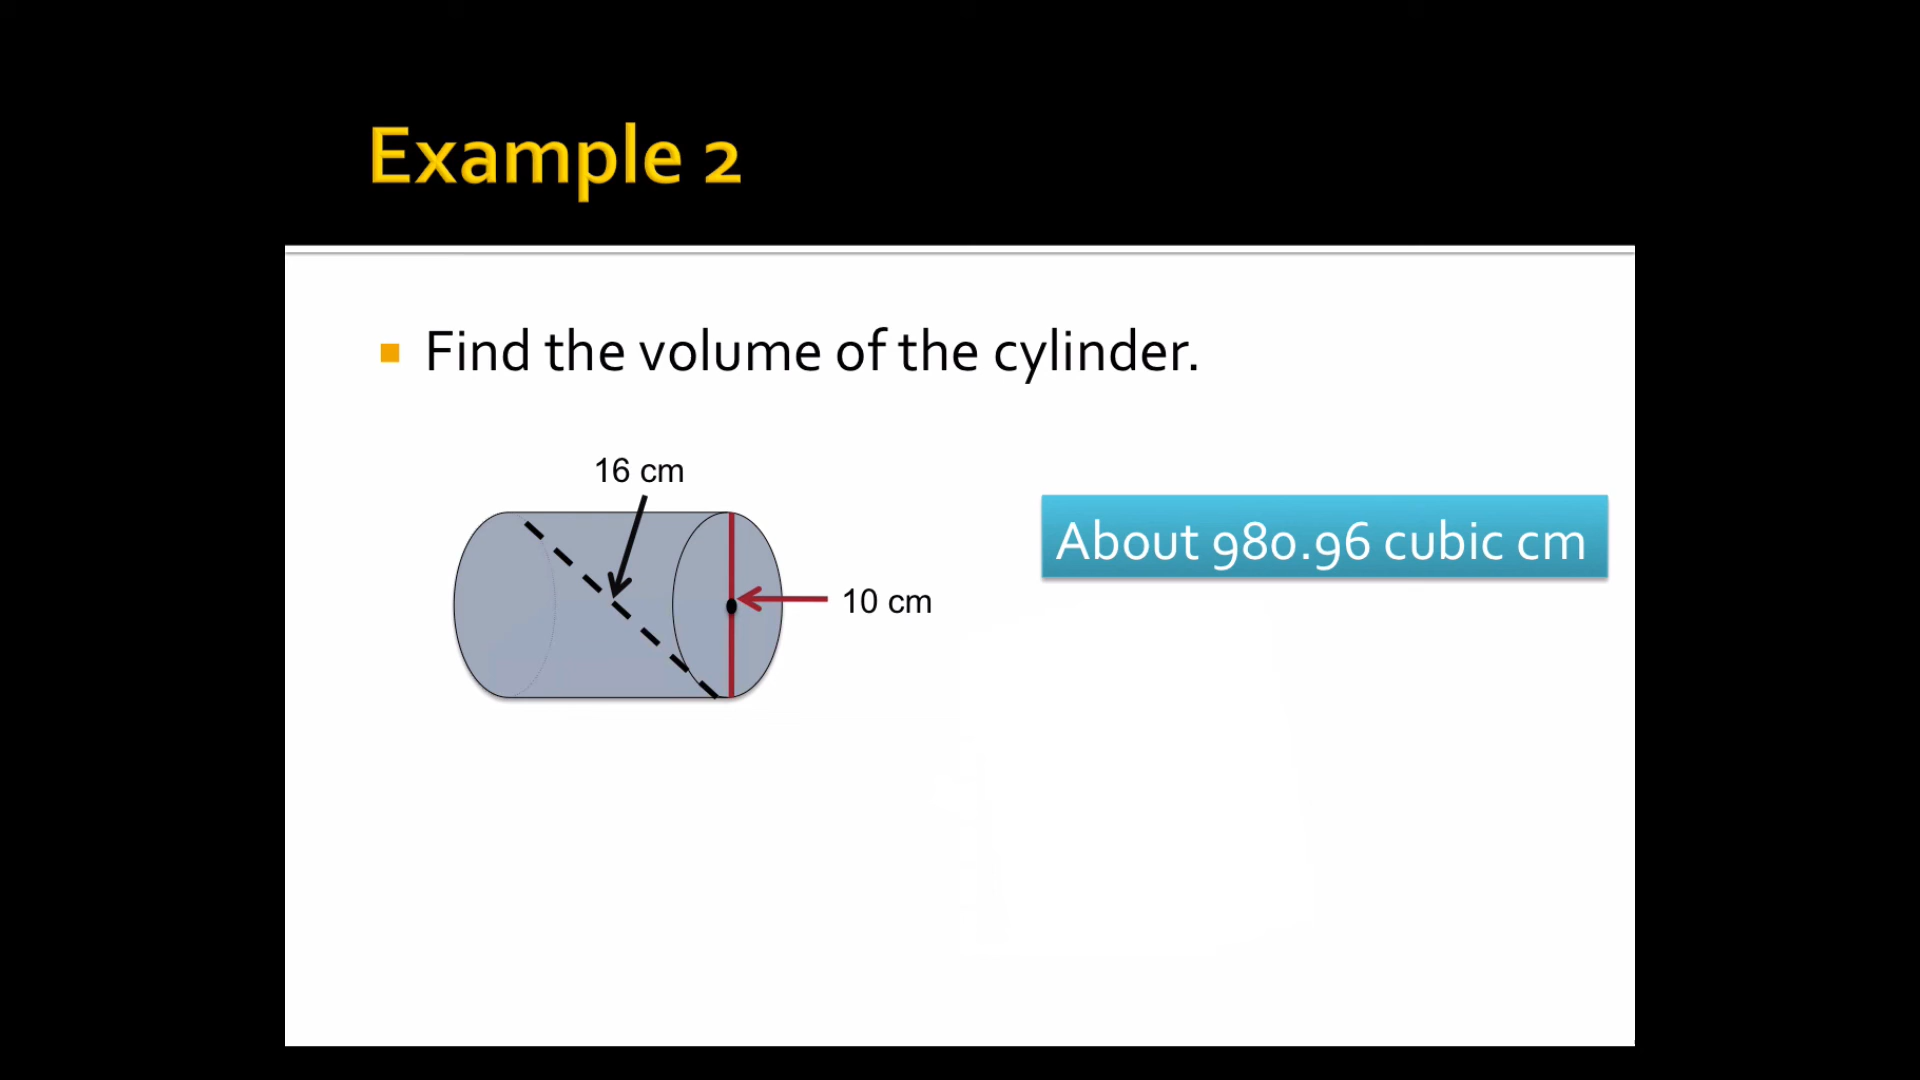 Example 2
Find the volume of the cylinder.
16 cm
About 980.96 cubic cm
10 cm